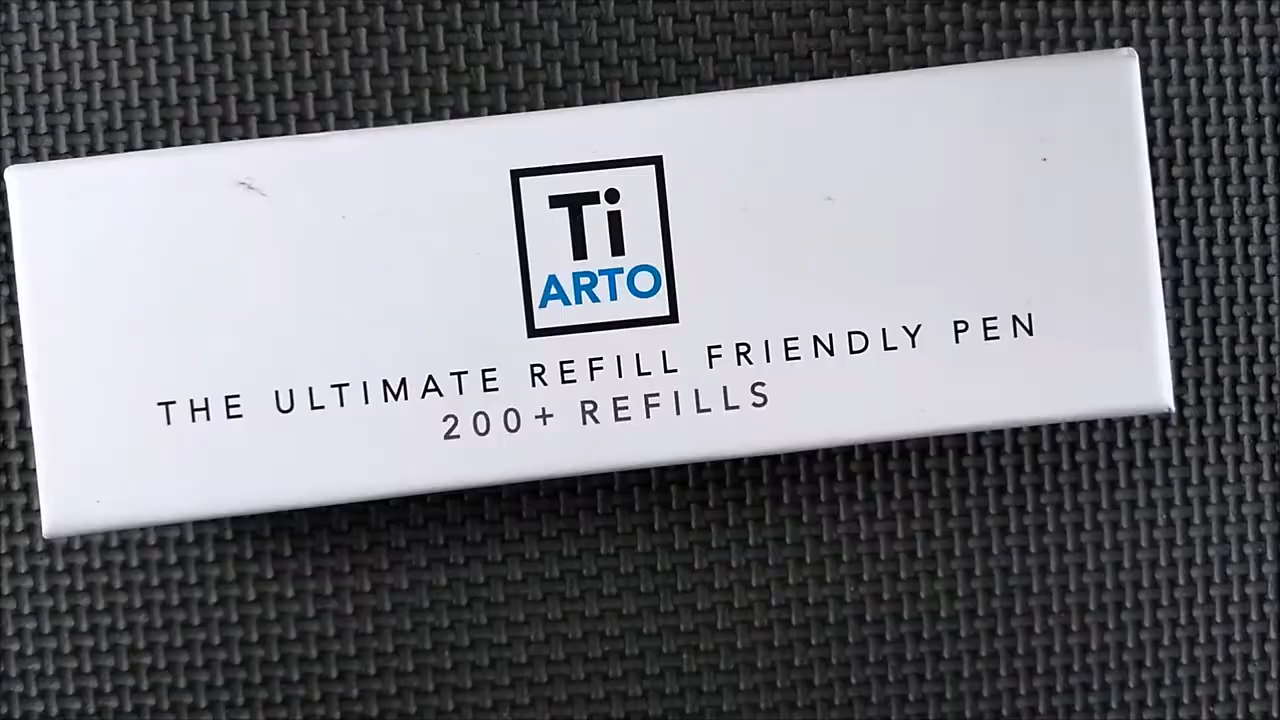 Ti
ARTO
THE ULTIMATE REFILL FRIENDLY PEN
200+ REFILLS